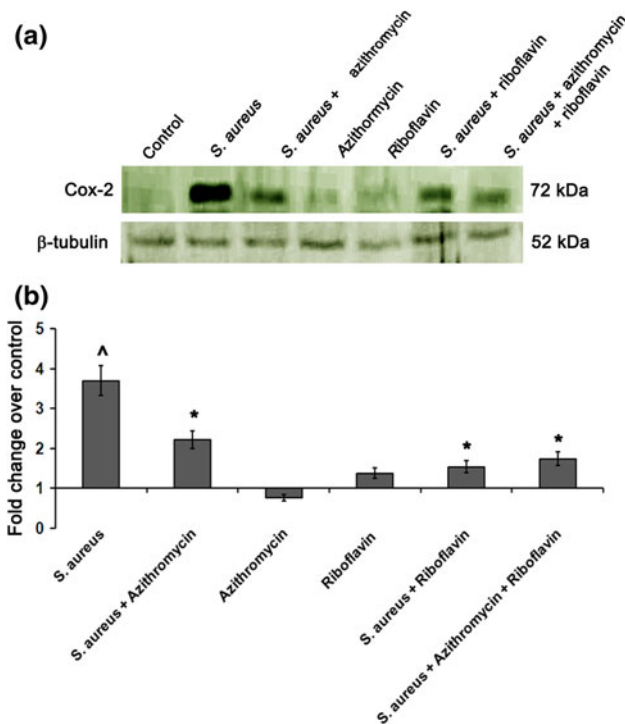 (a)
Control
S. aureus
S. aureus + azithromycin
Azithormycin
Riboflavin
S. aureus + riboflavin
S. aureus + azithromycin
+ riboflavin
Cox-2
72 kDa
β-tubulin
52 kDa
(b)
Fold change over control
5
4
3
2
1
0
^
*
*
*
S. aureus
S. aureus + Azithromycin
Azithromycin
Riboflavin
S. aureus + Riboflavin
S. aureus + Azithromycin + Riboflavin